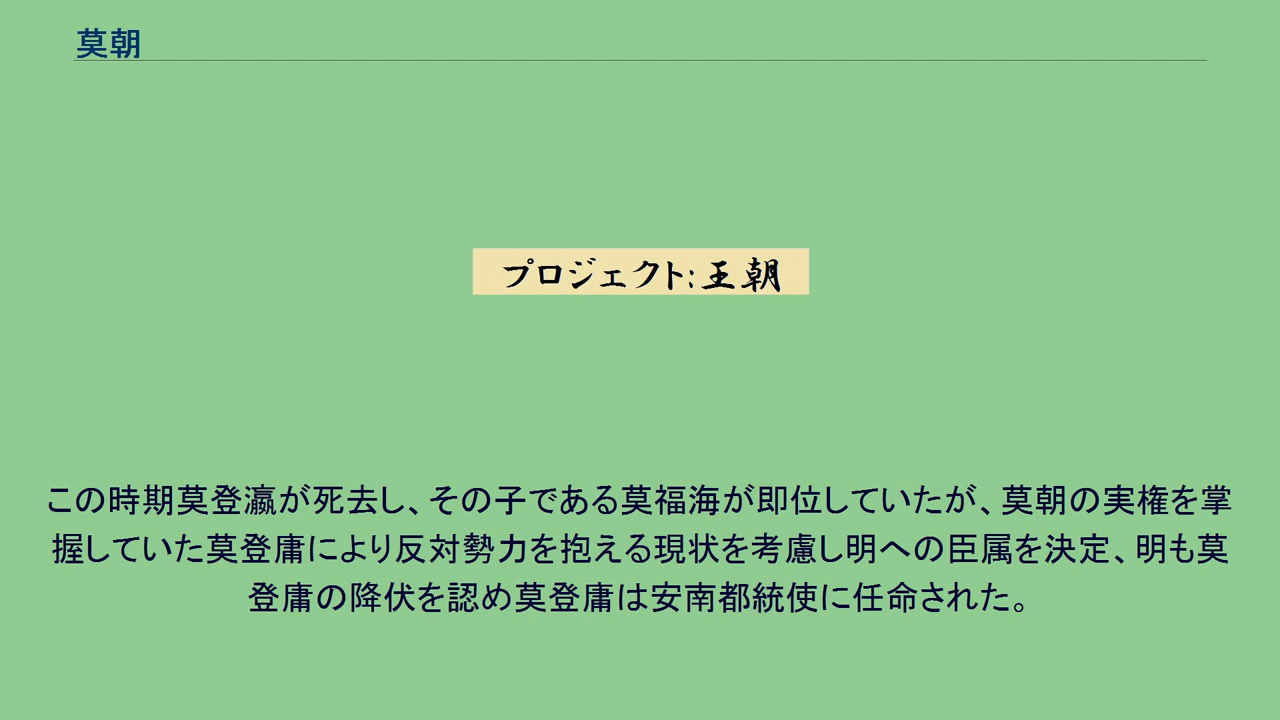 莫朝
プロジェクト:王朝
この時期莫登瀛が死去し、その子である莫福海が即位していたが、莫朝の実権を掌
握していた莫登庸により反対勢力を抱える現状を考慮し明への臣属を決定、明も莫
登庸の降伏を認め莫登庸は安南都統使に任命された。